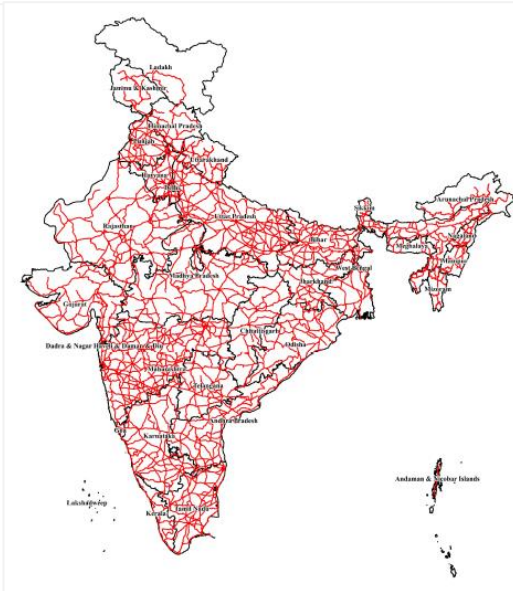 Ladakh
Jammu & Kashmir
Himachal Pradesh
Punjab
Uttarakhand
Haryana
Delhi
Arunachal Pradesh
Sikkim
Uttar Pradesh
Rajasthan
Nagaland
Bihar
Meghalaya
Manipur
West Bengal
Madhya Pradesh
Jharkhand
Mizoram
Gujarat
Chhattisgarh
Odisha
Dadra & Nagar Haveli & Daman & Diu
Maharashtra
Telangana
Andhra Pradesh
Goa
Karnataka
Andaman & Nicobar Islands
Lakshadweep
Kerala
Tamil Nadu